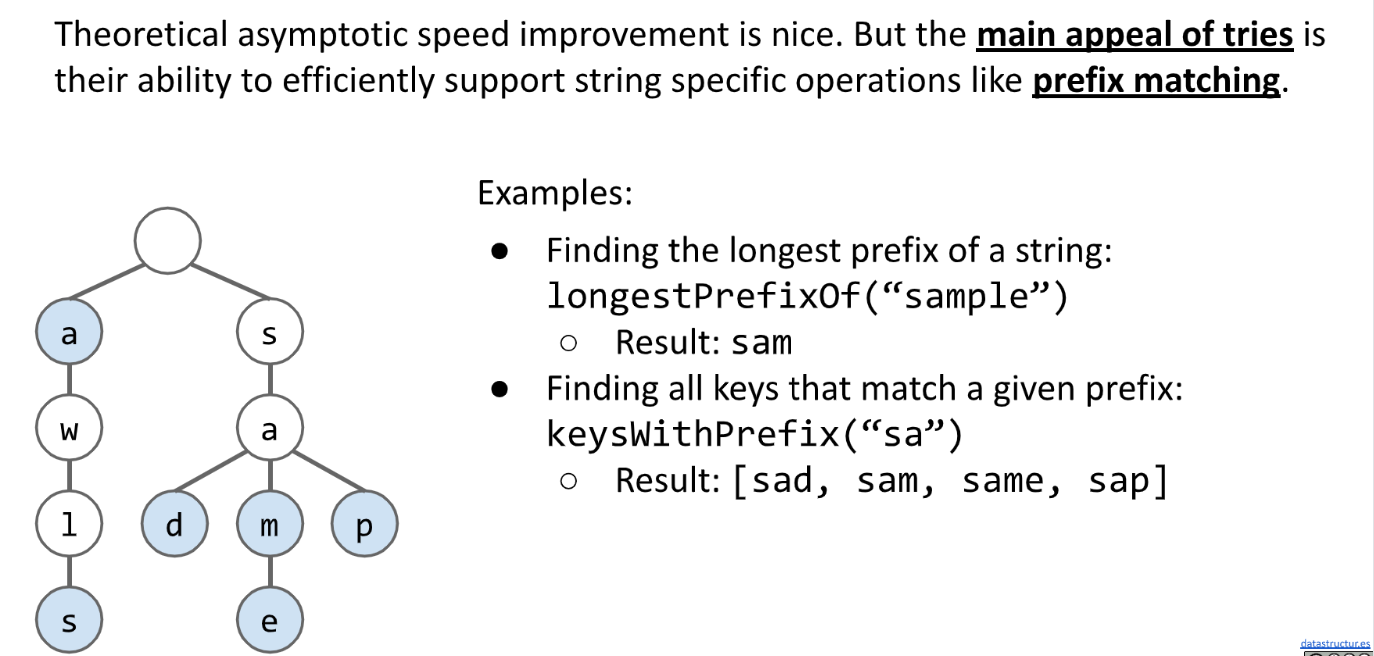 Theoretical asymptotic speed improvement is nice. But the main appeal of tries is
their ability to efficiently support string specific operations like prefix matching.
Examples:
● Finding the longest prefix of a string:
longestPrefixOf(“sample”)
○ Result: sam
● Finding all keys that match a given prefix:
keysWithPrefix(“sa”)
○ Result: [sad, sam, same, sap]
a s
w a
l d m p
s e
datastructur.es